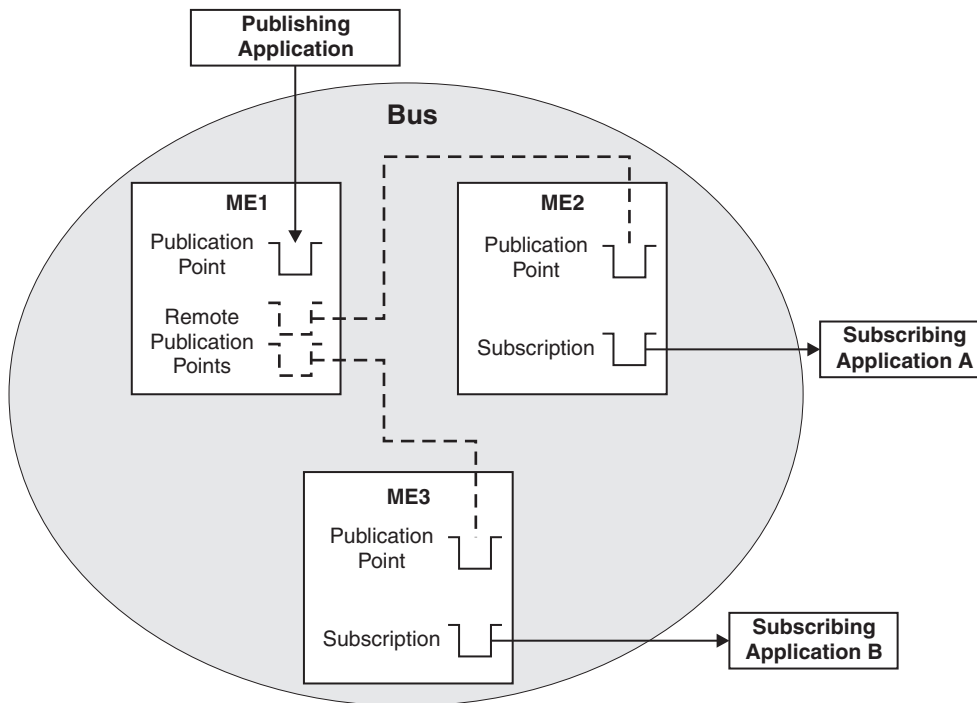 Publishing
Application
Bus
ME1
Publication
Point
Remote
Publication
Points
ME2
Publication
Point
Subscription
Subscribing
Application A
ME3
Publication
Point
Subscription
Subscribing
Application B